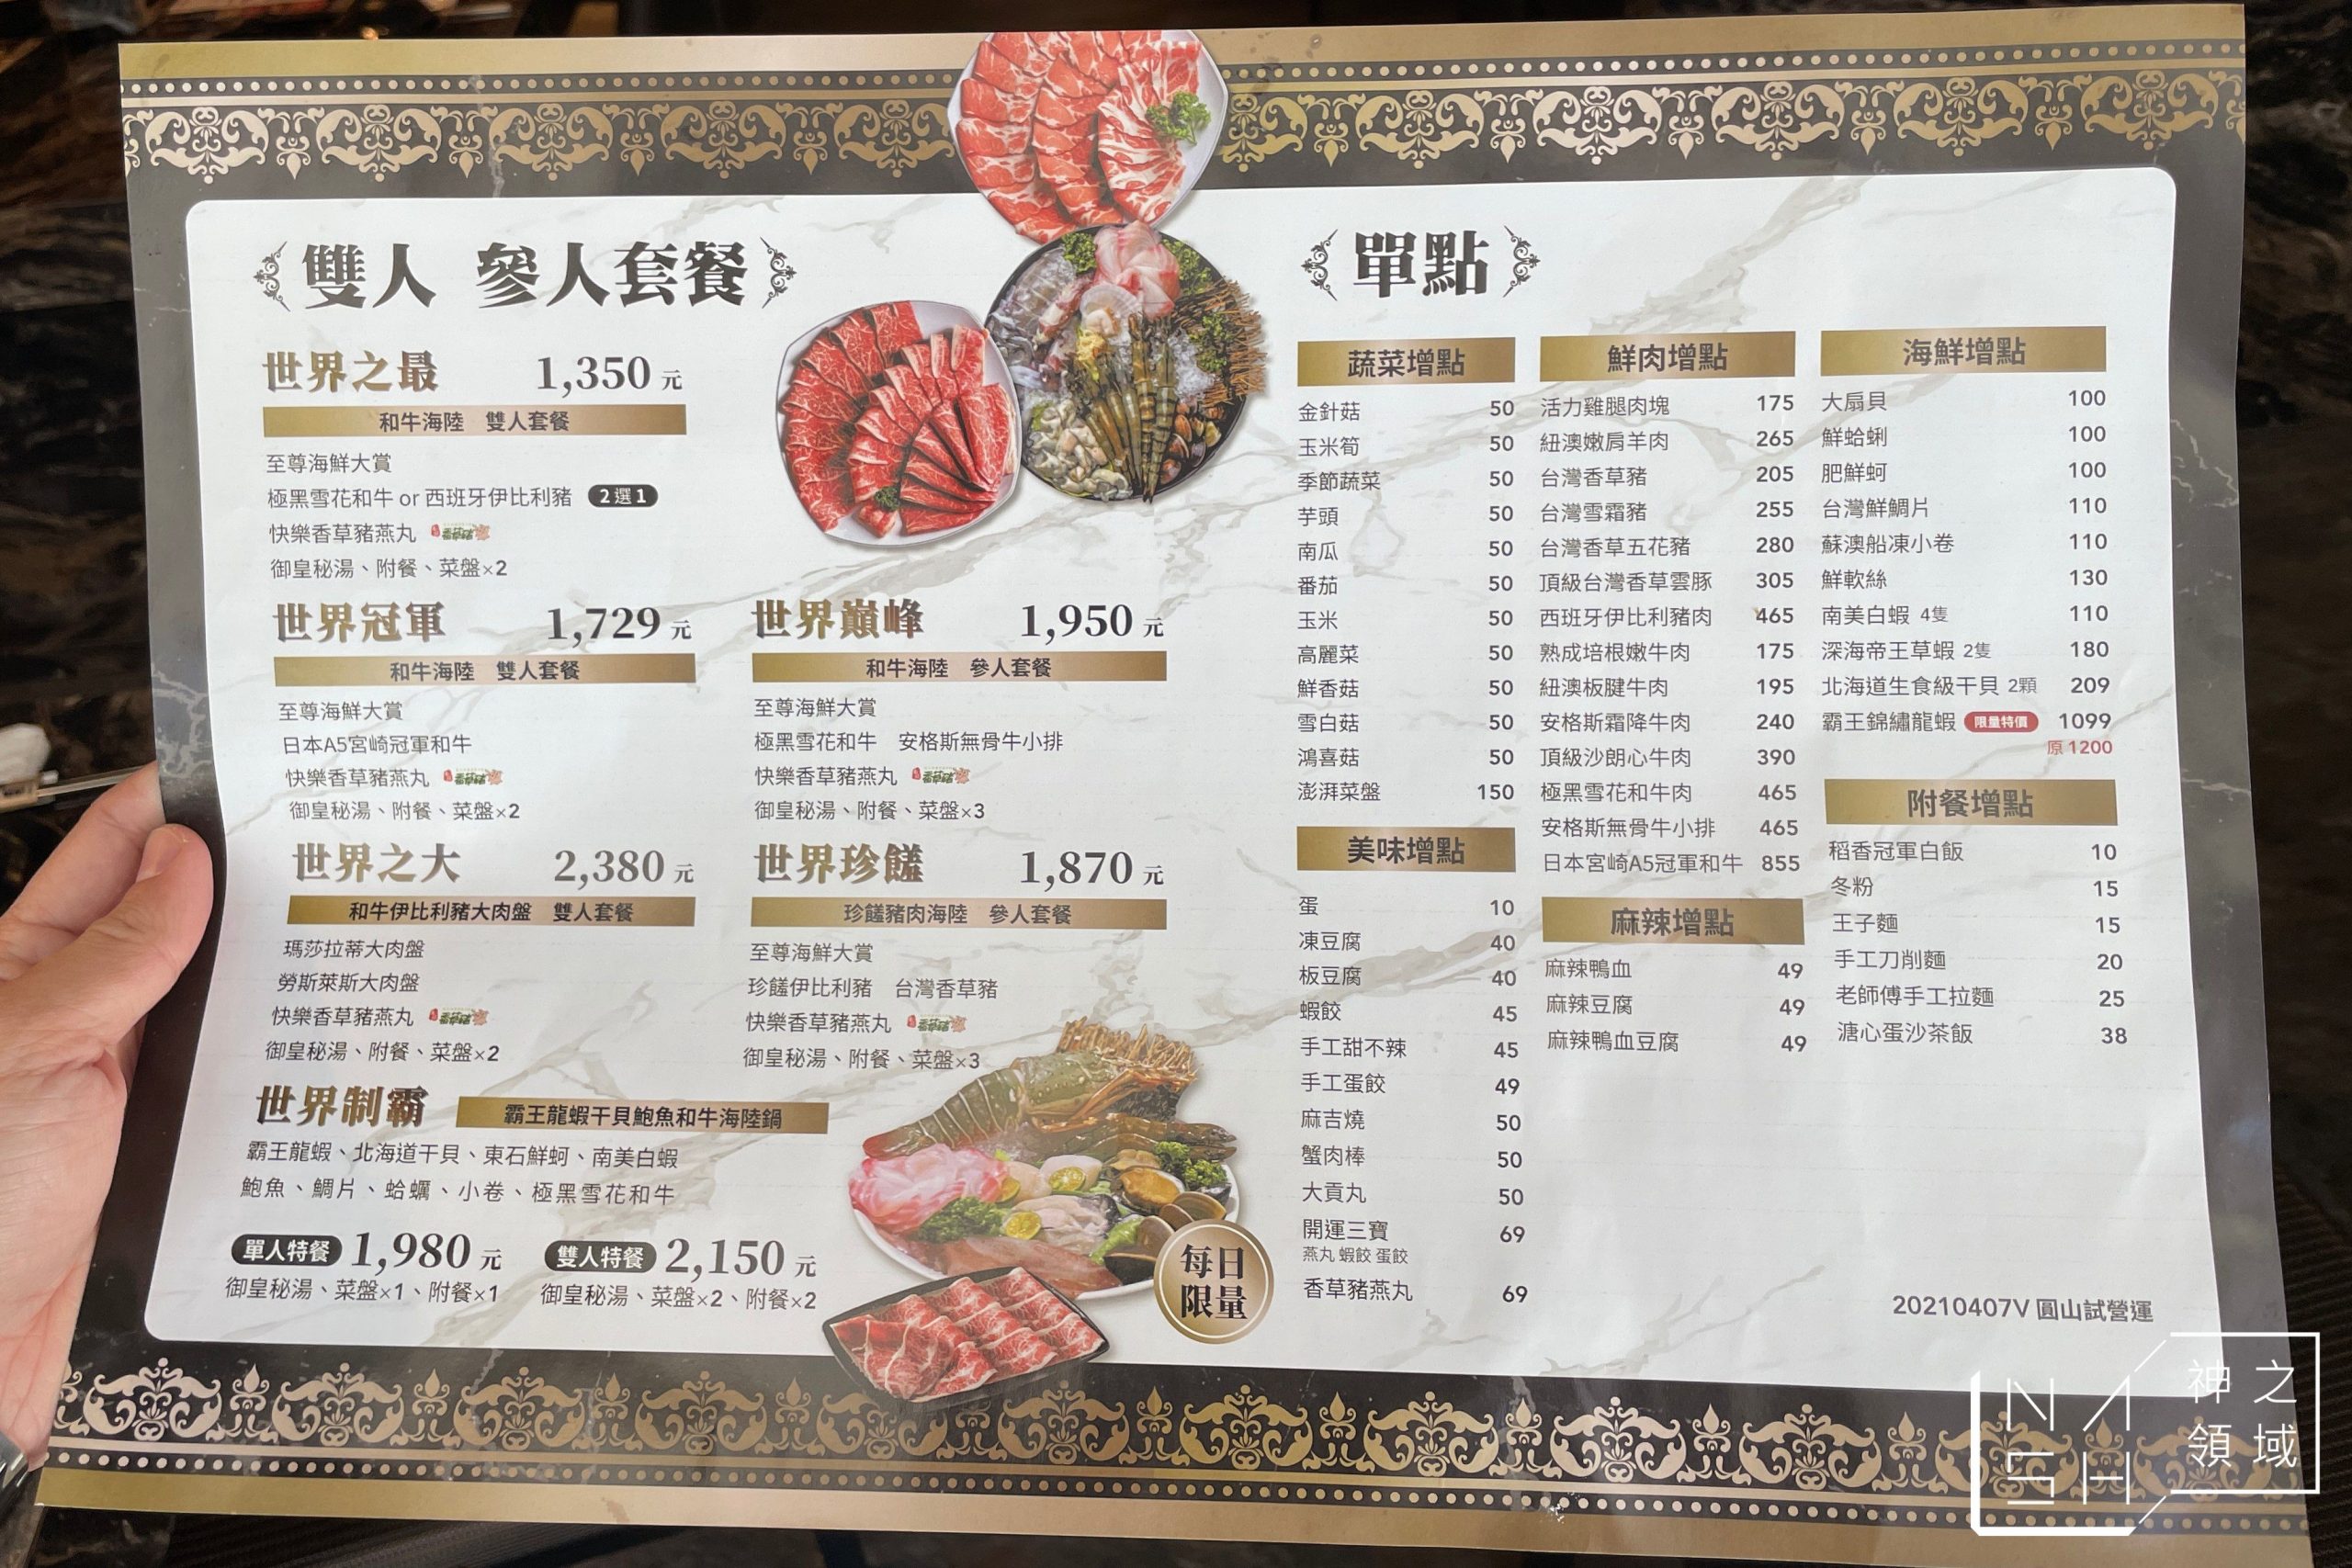 雙人 參人套餐
世界之最 1,350 元
和牛海陸 雙人套餐
至尊海鮮大賞
極黑雪花和牛 or 西班牙伊比利豬 2選1
快樂香草豬燕丸
御皇秘湯、附餐、菜盤×2
世界冠軍 1,729 元
和牛海陸 雙人套餐
至尊海鮮大賞
日本A5宮崎冠軍和牛
快樂香草豬燕丸
御皇秘湯、附餐、菜盤×2
世界巔峰 1,950 元
和牛海陸 參人套餐
至尊海鮮大賞
極黑雪花和牛 安格斯無骨牛小排
快樂香草豬燕丸
御皇秘湯、附餐、菜盤×3
世界之大 2,380 元
和牛伊比利豬大肉盤 雙人套餐
瑪莎拉蒂大肉盤
勞斯萊斯大肉盤
快樂香草豬燕丸
御皇秘湯、附餐、菜盤×2
世界珍饈 1,870 元
珍饈豬肉海陸 參人套餐
至尊海鮮大賞
珍饈伊比利豬 台灣香草豬
快樂香草豬燕丸
御皇秘湯、附餐、菜盤×3
世界制霸 霸王龍蝦干貝鮑魚和牛海陸鍋
霸王龍蝦、北海道干貝、東石鮮蚵、南美白蝦
鮑魚、鯛片、蛤蠣、小卷、極黑雪花和牛
單人特餐 1,980 元
御皇秘湯、菜盤×1、附餐×1
雙人特餐 2,150 元
御皇秘湯、菜盤×2、附餐×2
每日
限量
單點
蔬菜增點
金針菇 50
玉米筍 50
季節蔬菜 50
芋頭 50
南瓜 50
番茄 50
玉米 50
高麗菜 50
鮮香菇 50
雪白菇 50
鴻喜菇 50
澎湃菜盤 150
美味增點
蛋 10
凍豆腐 40
板豆腐 40
蝦餃 45
手工甜不辣 45
手工蛋餃 49
麻吉燒 50
蟹肉棒 50
大貢丸 50
開運三寶 69
燕丸 蝦餃 蛋餃
香草豬燕丸 69
鮮肉增點
活力雞腿肉塊 175
紐澳嫩肩羊肉 265
台灣香草豬 205
台灣雪霜豬 255
台灣香草五花豬 280
頂級台灣香草雲豚 305
西班牙伊比利豬肉 465
熟成培根嫩牛肉 175
紐澳板腱牛肉 195
安格斯霜降牛肉 240
頂級沙朗心牛肉 390
極黑雪花和牛肉 465
安格斯無骨牛小排 465
日本宮崎A5冠軍和牛 855
麻辣增點
麻辣鴨血 49
麻辣豆腐 49
麻辣鴨血豆腐 49
海鮮增點
大扇貝 100
鮮蛤蜊 100
肥鮮蚵 100
台灣鮮鯛片 110
蘇澳船凍小卷 110
鮮軟絲 130
南美白蝦 4隻 110
深海帝王草蝦 2隻 180
北海道生食級干貝 2顆 209
霸王錦繡龍蝦 限量特價 1099
原1200
附餐增點
稻香冠軍白飯 10
冬粉 15
王子麵 15
手工刀削麵 20
老師傅手工拉麵 25
溏心蛋沙茶飯 38
20210407V 圓山試營運
NASH
神之
領域